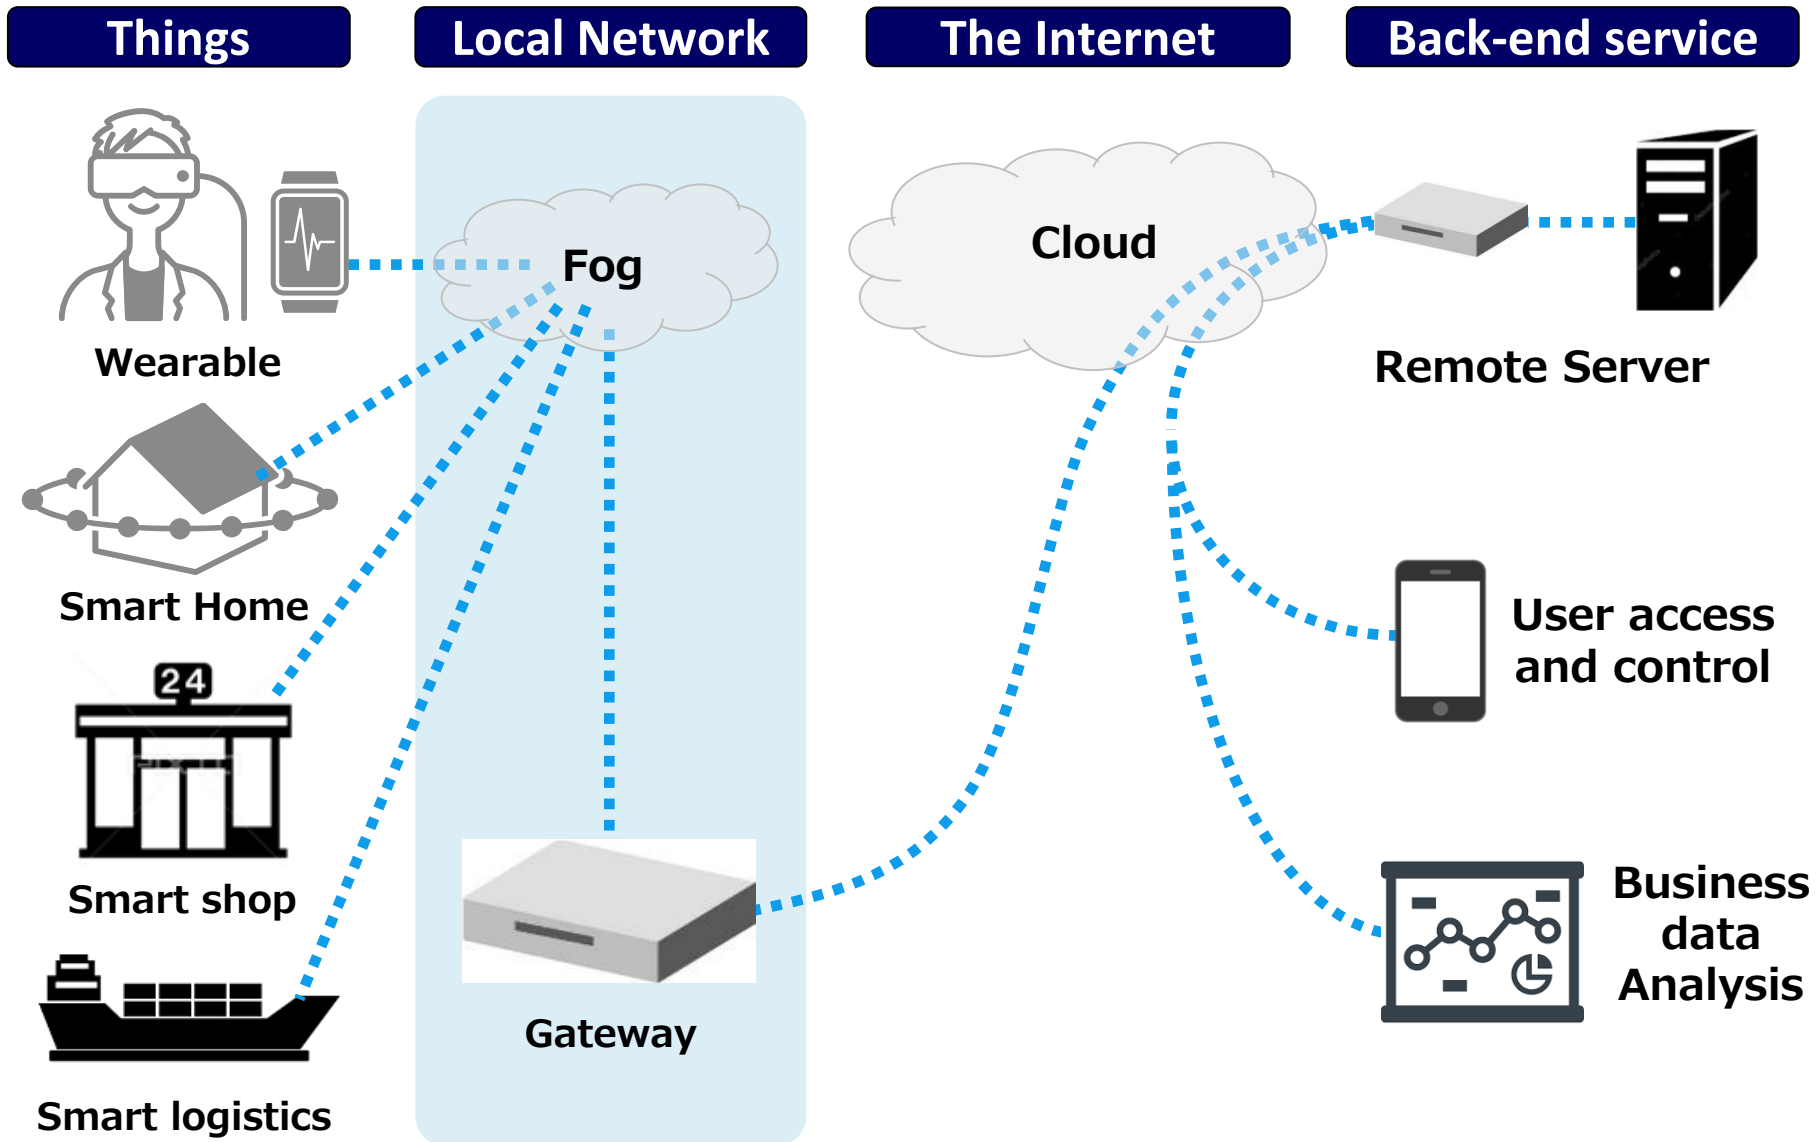 Things
Local Network
The Internet
Back-end service
Wearable
Smart Home
24
Smart shop
Smart logistics
Fog
Gateway
Cloud
Remote Server
User access
and control
Business
data
Analysis